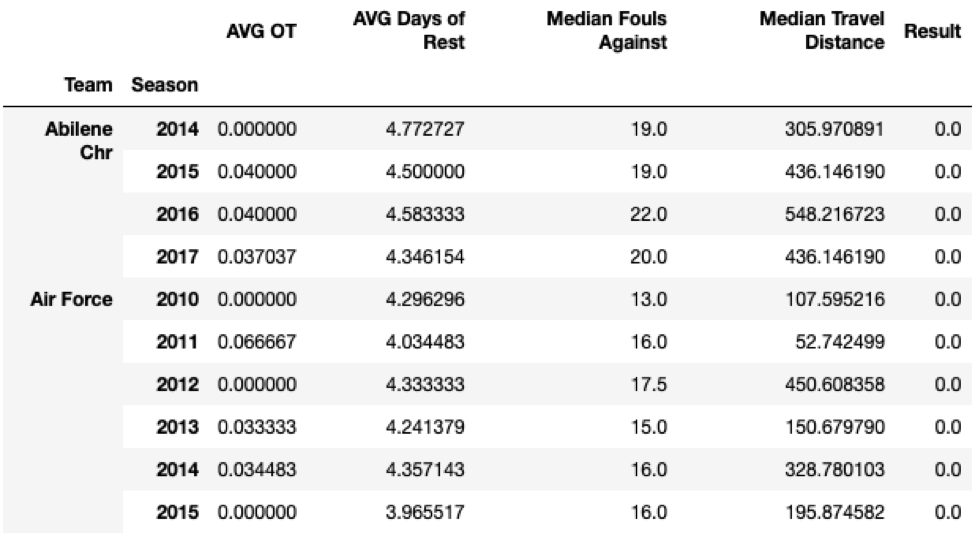 AVG OT AVG Days of Rest Median Fouls Against Median Travel Distance Result
Team Season
Abilene Chr 2014 0.000000 4.772727 19.0 305.970891 0.0
2015 0.040000 4.500000 19.0 436.146190 0.0
2016 0.040000 4.583333 22.0 548.216723 0.0
2017 0.037037 4.346154 20.0 436.146190 0.0
Air Force 2010 0.000000 4.296296 13.0 107.595216 0.0
2011 0.066667 4.034483 16.0 52.742499 0.0
2012 0.000000 4.333333 17.5 450.608358 0.0
2013 0.033333 4.241379 15.0 150.679790 0.0
2014 0.034483 4.357143 16.0 328.780103 0.0
2015 0.000000 3.965517 16.0 195.874582 0.0